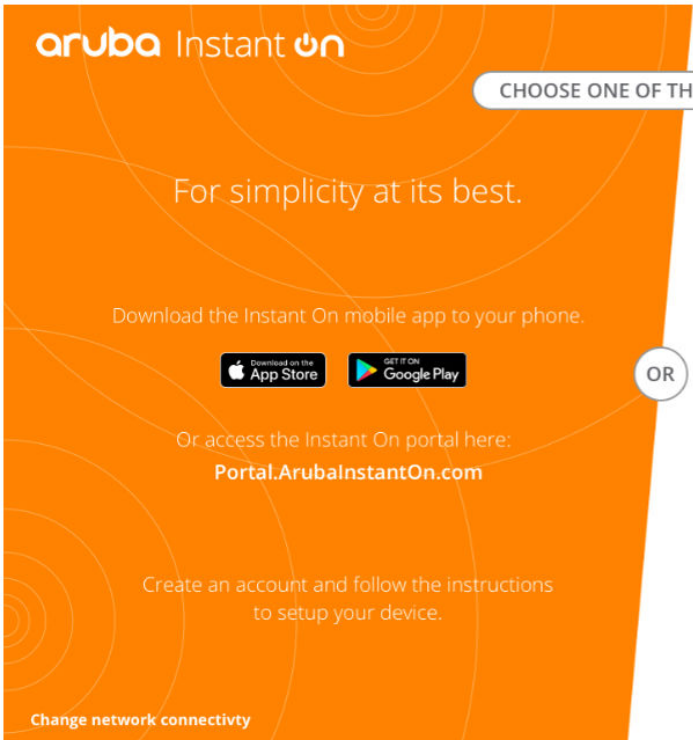 aruba Instant On
CHOOSE ONE OF TH
For simplicity at its best.
Download the Instant On mobile app to your phone.
Download on the
App Store
GET IT ON
Google Play
OR
Or access the Instant On portal here:
Portal.ArubaInstantOn.com
Create an account and follow the instructions
to setup your device.
Change network connectivty